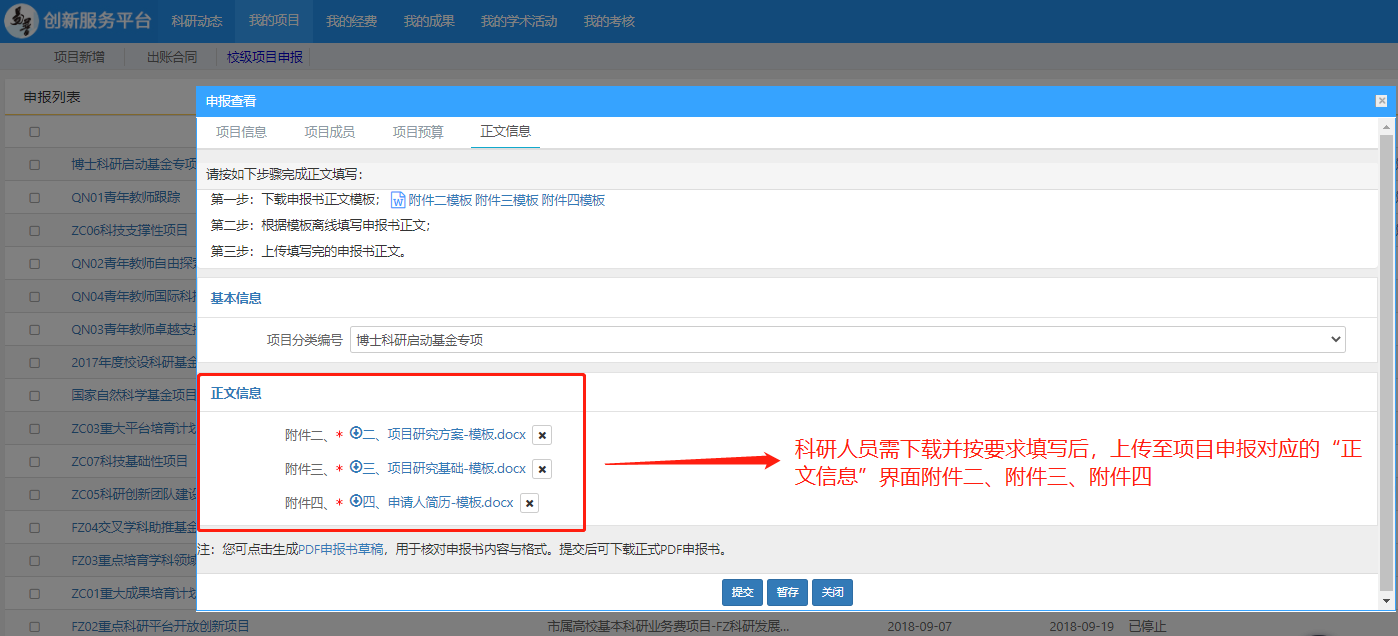 创新服务平台 科研动态 我的项目 我的经费 我的成果 我的学术活动 我的考核
项目新增 出账合同 校级项目申报
申报列表
博士科研启动基金专项
QN01青年教师跟踪
ZC06科技支撑性项目
QN02青年教师自由探索
QN04青年教师国际科
QN03青年教师卓越支
2017年度校设科研基金
国家自然科学基金项目
ZC03重大平台培育计划
ZC07科技基础性项目
ZC05科研创新团队建设
FZ04交叉学科助推基金
FZ03重点培育学科领域
ZC01重大成果培育计划
FZ02重点科研平台开放创新项目 市属高校基本科研业务费项目-FZ科研发展... 2018-09-07 2018-09-19 已停止
申报查看
项目信息 项目成员 项目预算 正文信息
请按如下步骤完成正文填写：
第一步：下载申报书正文模板； 附件二模板 附件三模板 附件四模板
第二步：根据模板离线填写申报书正文；
第三步：上传填写完的申报书正文。
基本信息
项目分类编号 博士科研启动基金专项
正文信息
附件二、* 二、项目研究方案-模板.docx
附件三、* 三、项目研究基础-模板.docx
附件四、* 四、申请人简历-模板.docx
科研人员需下载并按要求填写后，上传至项目申报对应的“正
文信息”界面附件二、附件三、附件四
注：您可点击生成PDF申报书草稿，用于核对申报书内容与格式。提交后可下载正式PDF申报书。
提交 暂存 关闭